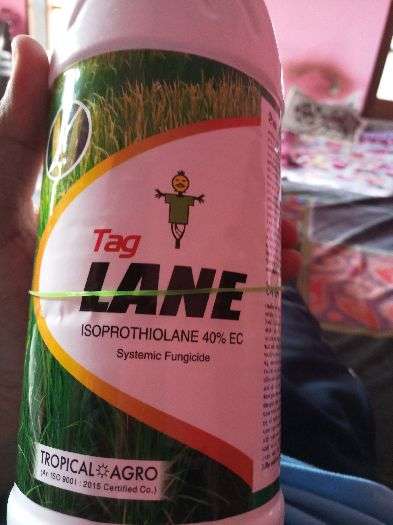 Tag
LANE
ISOPROTHIOLANE 40% EC
Systemic Fungicide
TROPICAL AGRO
(An ISO 9001 : 2015 Certified Co.)